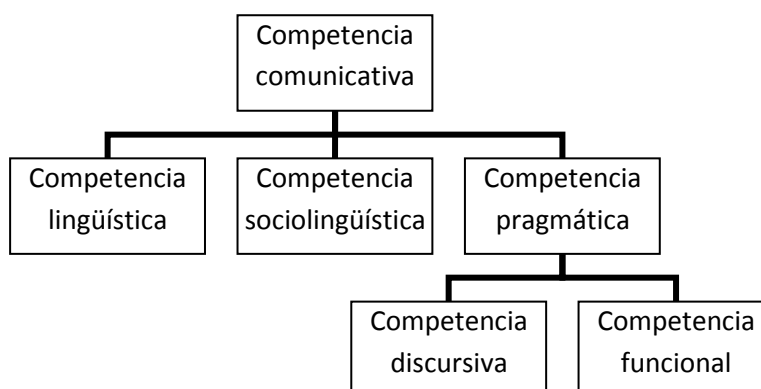 Competencia
comunicativa
Competencia
lingüística
Competencia
sociolingüística
Competencia
pragmática
Competencia
discursiva
Competencia
funcional